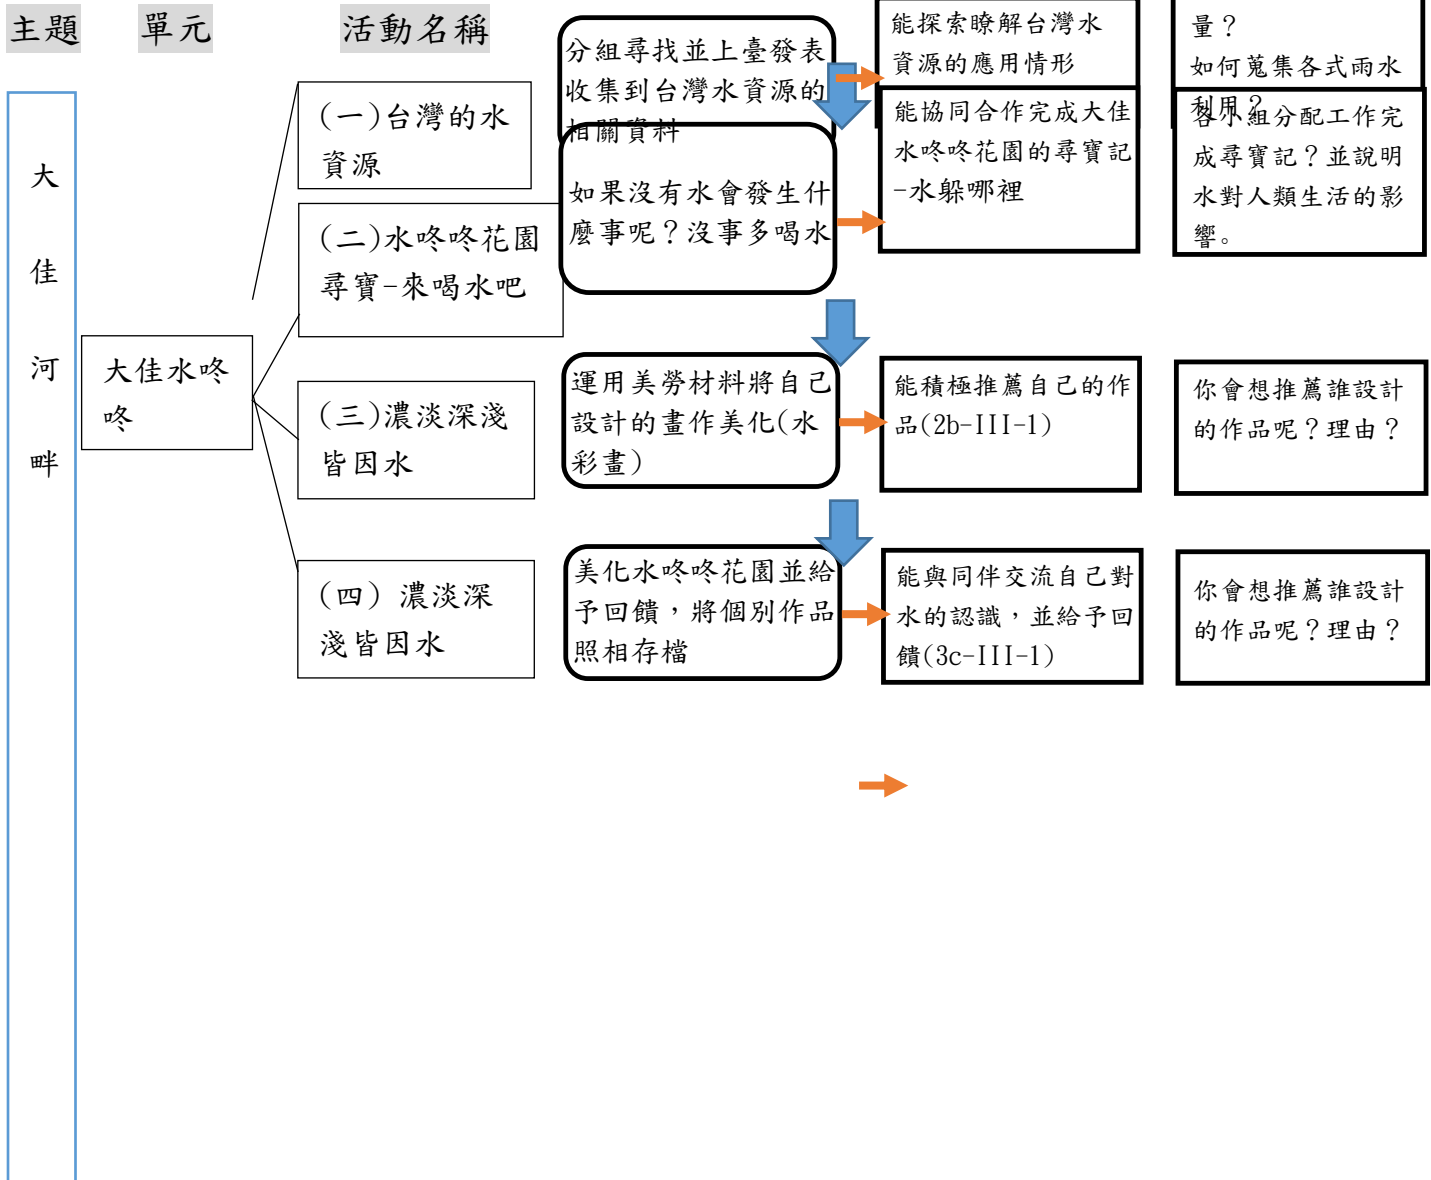 主題
單元
活動名稱
大
佳
河
畔
大佳水咚
咚
(一)台灣的水
資源
分組尋找並上臺發表
收集到台灣水資源的
相關資料
能探索瞭解台灣水
資源的應用情形
量？
如何蒐集各式雨水
利用？
(二)水咚咚花園
尋寶-來喝水吧
如果沒有水會發生什
麼事呢？沒事多喝水
能協同合作完成大佳
水咚咚花園的尋寶記
-水躲哪裡
各小組分配工作完
成尋寶記？並說明
水對人類生活的影
響。
(三)濃淡深淺
皆因水
運用美勞材料將自己
設計的畫作美化(水
彩畫)
能積極推薦自己的作
品(2b-III-1)
你會想推薦誰設計
的作品呢？理由？
(四) 濃淡深
淺皆因水
美化水咚咚花園並給
予回饋，將個別作品
照相存檔
能與同伴交流自己對
水的認識，並給予回
饋(3c-III-1)
你會想推薦誰設計
的作品呢？理由？